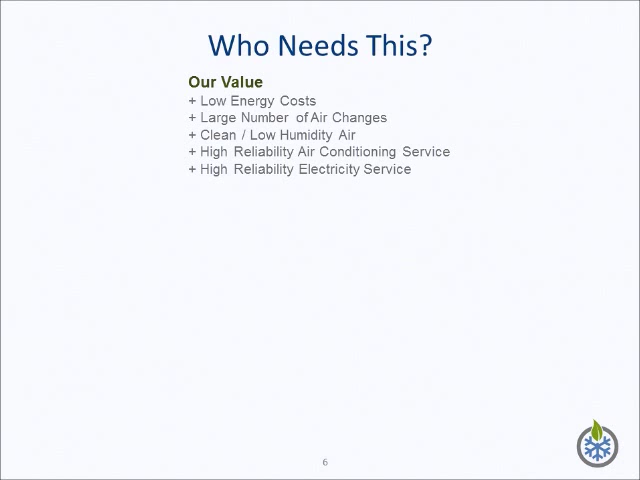 Who Needs This?
Our Value
+ Low Energy Costs
+ Large Number of Air Changes
+ Clean / Low Humidity Air
+ High Reliability Air Conditioning Service
+ High Reliability Electricity Service
6